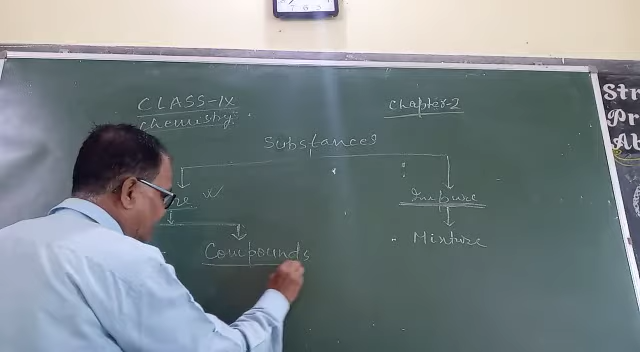 CLASS-IX
Chemistry:
Chapter-2
Substances
Impure
Compounds
Mixture